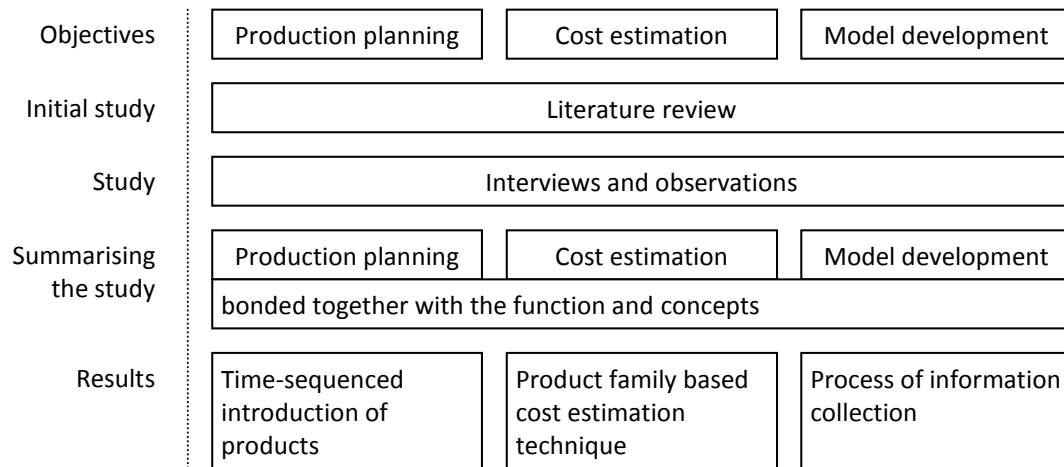 Objectives
Production planning
Cost estimation
Model development
Initial study
Literature review
Study
Interviews and observations
Summarising
the study
Production planning
Cost estimation
Model development
bonded together with the function and concepts
Results
Time-sequenced
introduction of
products
Product family based
cost estimation
technique
Process of information
collection